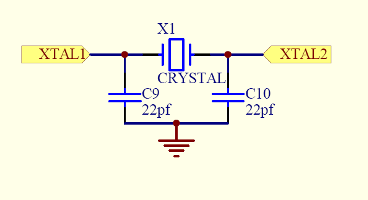 X1
XTAL1
XTAL2
CRYSTAL
C9
22pf
C10
22pf